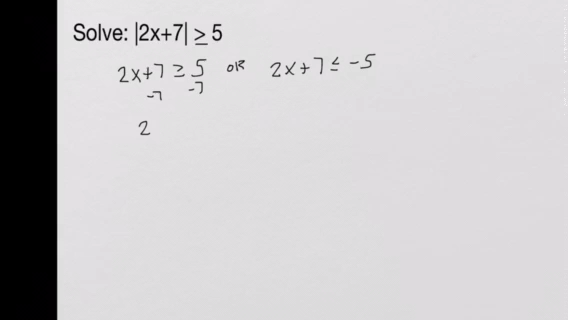 Solve: |2x+7| ≥ 5
2x+7 ≥ 5 OR 2x+7 ≤ -5
-7 -7
2